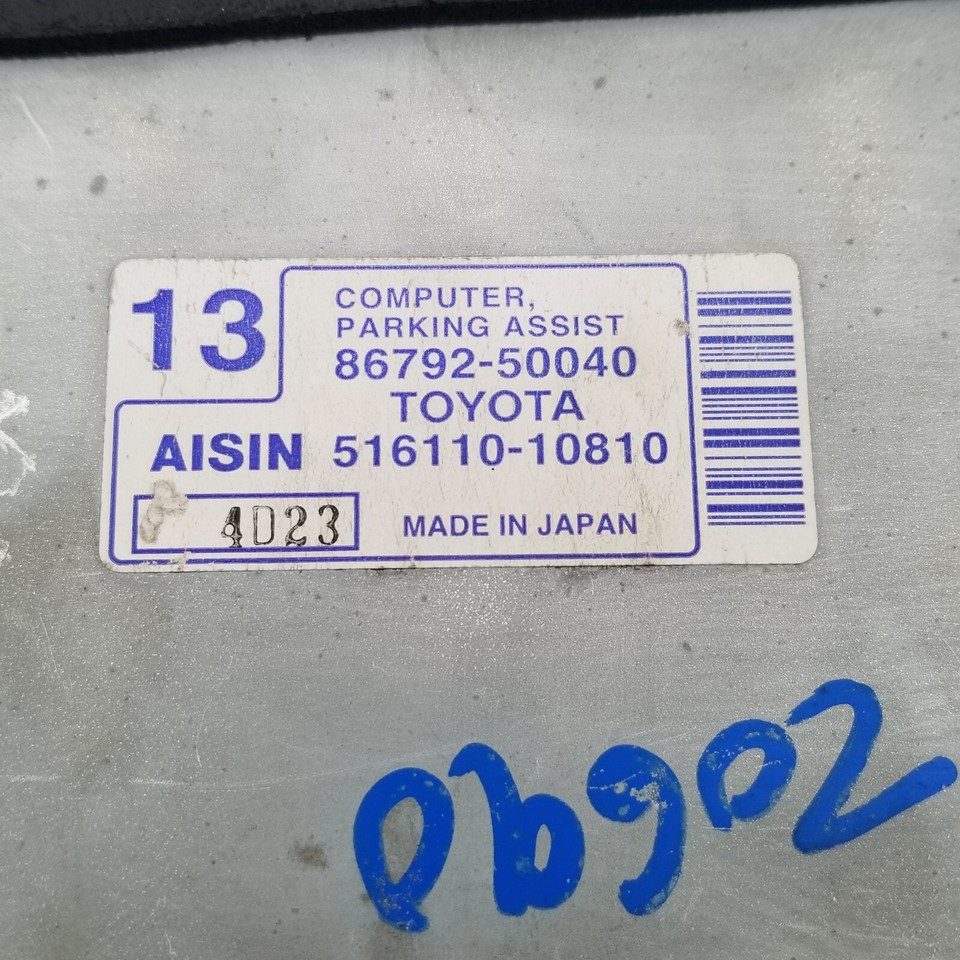 13
COMPUTER,
PARKING ASSIST
86792-50040
TOYOTA
AISIN 516110-10810
4D23
MADE IN JAPAN